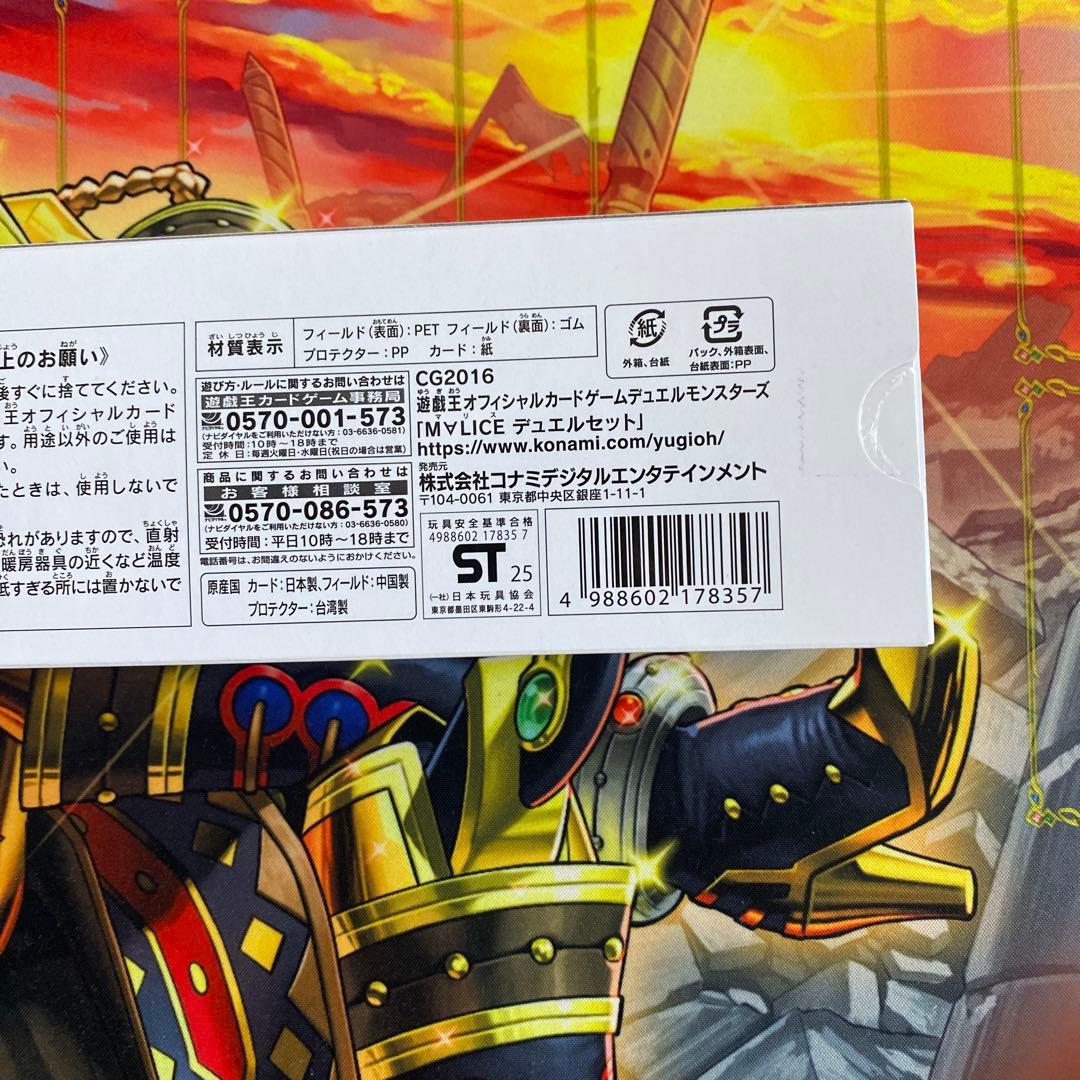 上のお願い》
後すぐに捨ててください。
王オフィシャルカード
す。用途以外のご使用は
い。
たときは、使用しないで
恐れがありますので、直射
暖房器具の近くなど温度
低すぎる所には置かないで
材質表示
フィールド(表面):PET フィールド(裏面):ゴム
プロテクター:PP カード:紙
紙
外箱、台紙
プラ
パック、外箱表面、
台紙表面:PP
遊び方・ルールに関するお問い合わせは
遊戯王カードゲーム事務局
0570-001-573
(ナビダイヤルをご利用いただけない方:03-6636-0581)
受付時間:10時~18時まで
定休日:毎週火曜日・水曜日(祝日の場合は営業)
商品に関するお問い合わせは
お客様相談室
0570-086-573
(ナビダイヤルをご利用いただけない方:03-6636-0580)
受付時間:平日10時~18時まで
電話番号は、お間違えのないようにおかけください。
原産国 カード:日本製、フィールド:中国製
プロテクター:台湾製
CG2016
遊戯王オフィシャルカードゲームデュエルモンスターズ
「M∀LICE デュエルセット」
https://www.konami.com/yugioh/
発売元
株式会社コナミデジタルエンタテインメント
〒104-0061 東京都中央区銀座1-11-1
玩具安全基準合格
4988602 17835 7
ST 25
(一社)日本玩具協会
東京都墨田区東駒形4-22-4
4 988602 178357